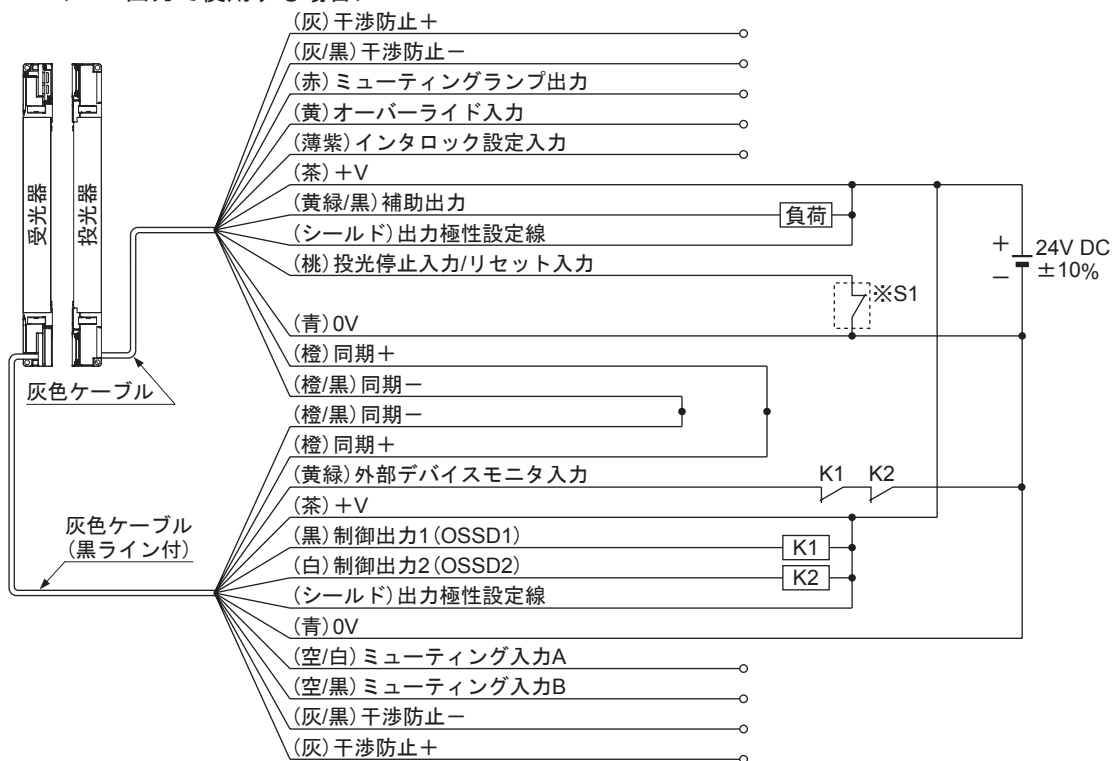 (灰)干渉防止+
(灰/黒)干渉防止-
(赤)ミューティングランプ出力
(黄)オーバーライド入力
(薄紫)インタロック設定入力
(茶)+V
(黄緑/黒)補助出力
負荷
(シールド)出力極性設定線
(桃)投光停止入力/リセット入力
受光器
投光器
+
-
24V DC
±10%
※S1
(青)0V
(橙)同期+
(橙/黒)同期-
灰色ケーブル
(橙/黒)同期-
(橙)同期+
(黄緑)外部デバイスモニタ入力
K1
K2
(茶)+V
灰色ケーブル
(黒ライン付)
(黒)制御出力1(OSSD1)
K1
(白)制御出力2(OSSD2)
K2
(シールド)出力極性設定線
(青)0V
(空/白)ミューティング入力A
(空/黒)ミューティング入力B
(灰/黒)干渉防止-
(灰)干渉防止+